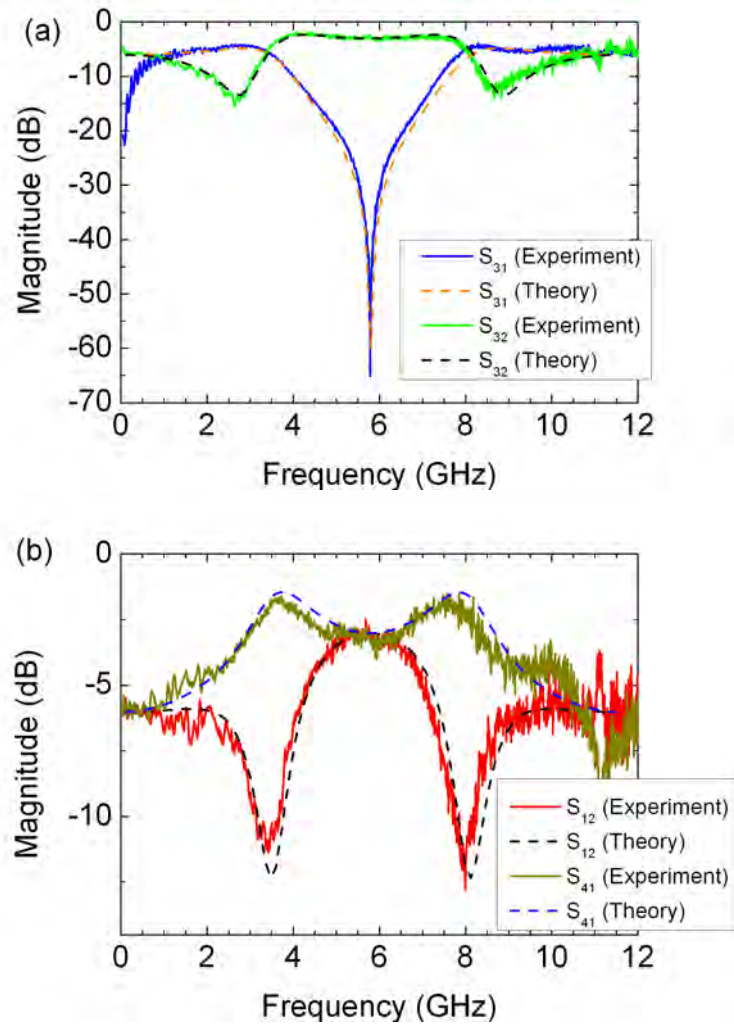 (a)
0
-10
-20
-30
-40
-50
-60
-70
Magnitude (dB)
S31 (Experiment)
S31 (Theory)
S32 (Experiment)
S32 (Theory)
0 2 4 6 8 10 12
Frequency (GHz)
(b)
0
-5
-10
Magnitude (dB)
S12 (Experiment)
S12 (Theory)
S41 (Experiment)
S41 (Theory)
0 2 4 6 8 10 12
Frequency (GHz)